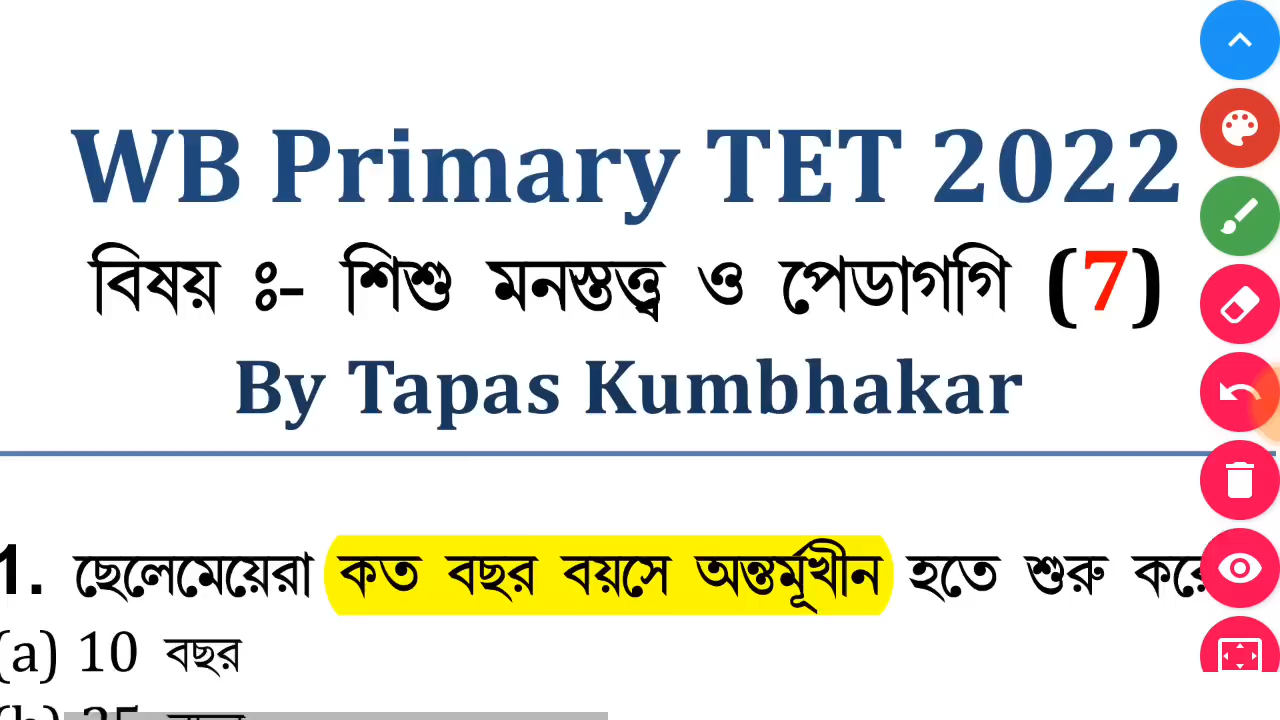 WB Primary TET 2022
বিষয় ঃ- শিশু মনস্তত্ত্ব ও পেডাগগি (7)
By Tapas Kumbhakar
1. ছেলেমেয়েরা কত বছর বয়সে অন্তর্মূখীন হতে শুরু করে
(a) 10 বছর